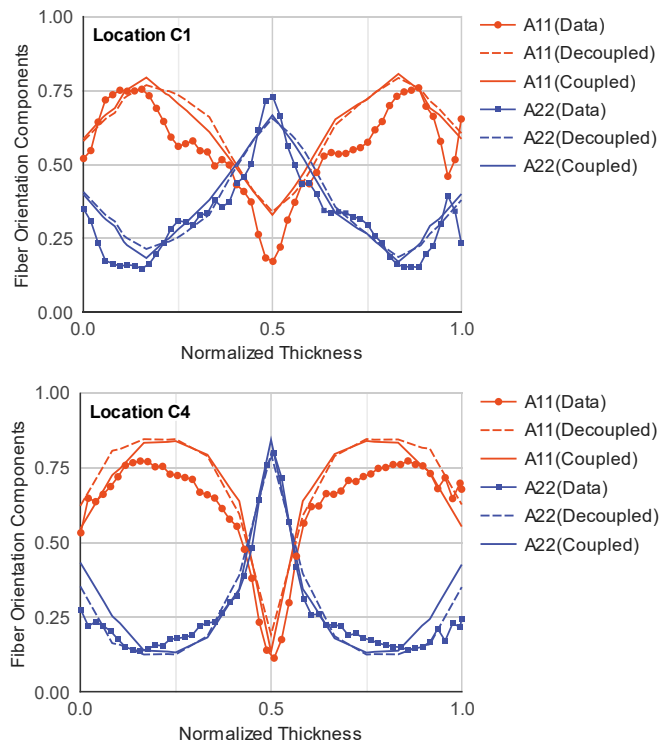 1.00
Location C1
0.75
0.50
0.25
0.00
Fiber Orientation Components
0.0
0.5
1.0
Normalized Thickness
A11(Data)
A11(Decoupled)
A11(Coupled)
A22(Data)
A22(Decoupled)
A22(Coupled)
1.00
Location C4
0.75
0.50
0.25
0.00
Fiber Orientation Components
0.0
0.5
1.0
Normalized Thickness
A11(Data)
A11(Decoupled)
A11(Coupled)
A22(Data)
A22(Decoupled)
A22(Coupled)